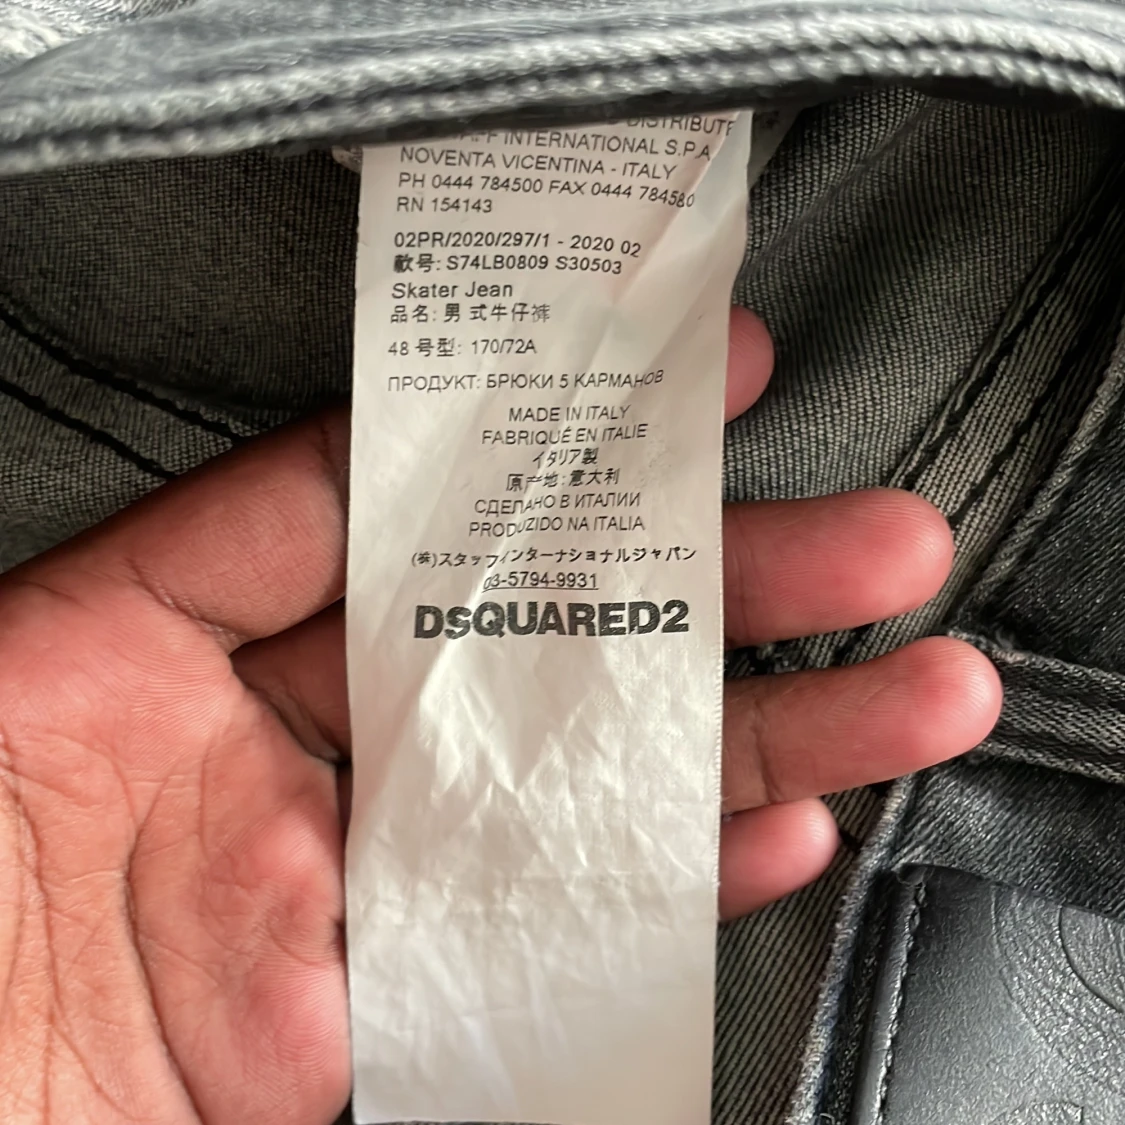 DISTRIBUTE
INTERNATIONAL S.P.A.
NOVENTA VICENTINA - ITALY
PH 0444 784500 FAX 0444 784580
RN 154143
02PR/2020/297/1 - 2020 02
款号: S74LB0809 S30503
Skater Jean
品名: 男 式牛仔裤
48 号型: 170/72A
ПРОДУКТ: БРЮКИ 5 КАРМАНОВ
MADE IN ITALY
FABRIQUÉ EN ITALIE
イタリア製
原产地: 意大利
СДЕЛАНО В ИТАЛИИ
PRODUZIDO NA ITALIA
(株)スタッフインターナショナルジャパン
03-5794-9931
DSQUARED2